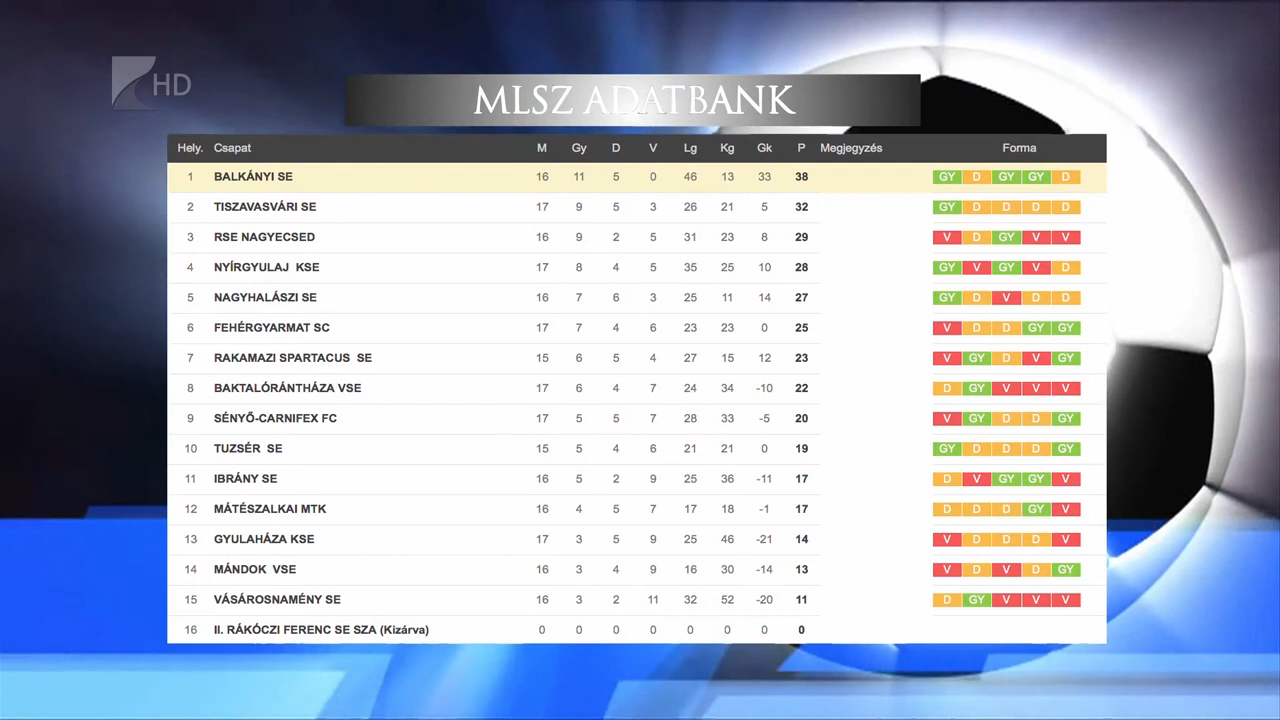 HD
MLSZ ADATBANK
Hely. Csapat M Gy D V Lg Kg Gk P Megjegyzés Forma
1 BALKÁNYI SE 16 11 5 0 46 13 33 38 GY D GY GY D
2 TISZAVASVÁRI SE 17 9 5 3 26 21 5 32 GY D D D D
3 RSE NAGYECSED 16 9 2 5 31 23 8 29 V D GY V V
4 NYÍRGYULAJ KSE 17 8 4 5 35 25 10 28 GY V GY V D
5 NAGYHALÁSZI SE 16 7 6 3 25 11 14 27 GY D V D D
6 FEHÉRGYARMAT SC 17 7 4 6 23 23 0 25 V D D GY GY
7 RAKAMAZI SPARTACUS SE 15 6 5 4 27 15 12 23 V GY D V GY
8 BAKTALÓRÁNTHÁZA VSE 17 6 4 7 24 34 -10 22 D GY V V V
9 SÉNYŐ-CARNIFEX FC 17 5 5 7 28 33 -5 20 V GY D D GY
10 TUZSÉR SE 15 5 4 6 21 21 0 19 GY D D D GY
11 IBRÁNY SE 16 5 2 9 25 36 -11 17 D V GY GY V
12 MÁTÉSZALKAI MTK 16 4 5 7 17 18 -1 17 D D D GY V
13 GYULAHÁZA KSE 17 3 5 9 25 46 -21 14 V D D D V
14 MÁNDOK VSE 16 3 4 9 16 30 -14 13 V D V D GY
15 VÁSÁROSNAMÉNY SE 16 3 2 11 32 52 -20 11 D GY V V V
16 II. RÁKÓCZI FERENC SE SZA (Kizárva) 0 0 0 0 0 0 0 0